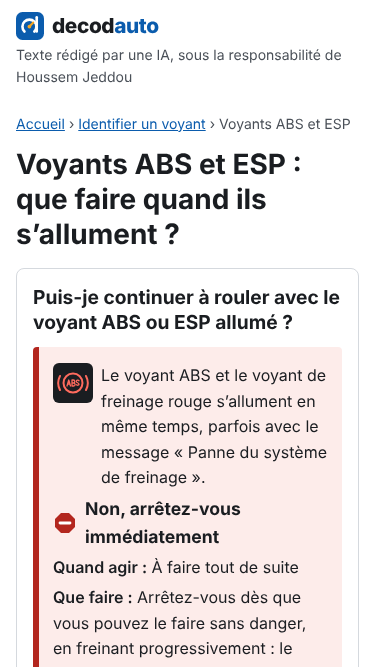 decodauto
Texte rédigé par une IA, sous la responsabilité de
Houssem Jeddou
Accueil › Identifier un voyant › Voyants ABS et ESP
Voyants ABS et ESP :
que faire quand ils
s’allument ?
Puis-je continuer à rouler avec le
voyant ABS ou ESP allumé ?
ABS
Le voyant ABS et le voyant de
freinage rouge s’allument en
même temps, parfois avec le
message « Panne du système
de freinage ».
Non, arrêtez-vous
immédiatement
Quand agir : À faire tout de suite
Que faire : Arrêtez-vous dès que
vous pouvez le faire sans danger,
en freinant progressivement : le